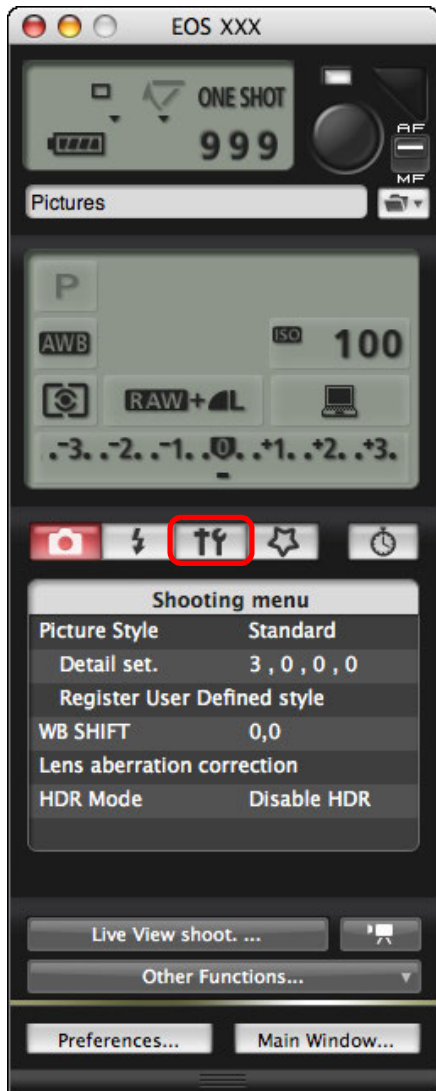 EOS XXX
ONE SHOT
999
AF
MF
Pictures
P
AWB
ISO 100
RAW+L
.-3. .-2. .-1. .0. .+1. .+2. .+3.
Shooting menu
Picture Style Standard
Detail set. 3 , 0 , 0 , 0
Register User Defined style
WB SHIFT 0,0
Lens aberration correction
HDR Mode Disable HDR
Live View shoot. ...
Other Functions...
Preferences... Main Window...